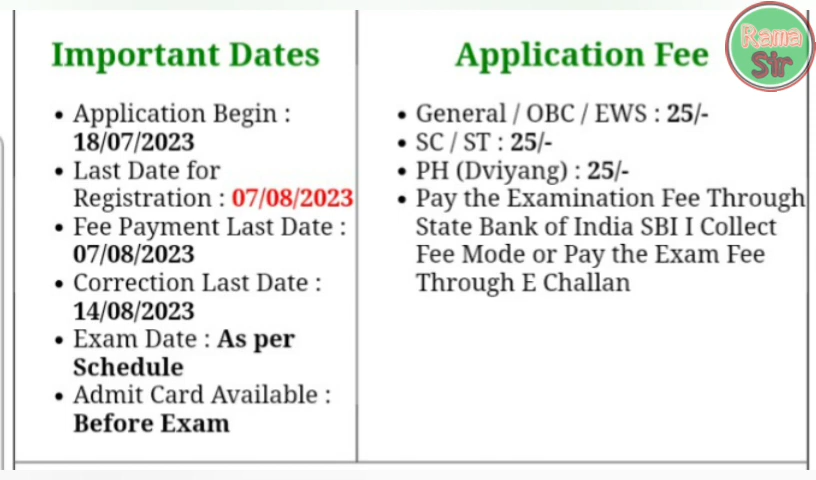 Important Dates
• Application Begin :
18/07/2023
• Last Date for
Registration : 07/08/2023
• Fee Payment Last Date :
07/08/2023
• Correction Last Date :
14/08/2023
• Exam Date : As per
Schedule
• Admit Card Available :
Before Exam
Application Fee
• General / OBC / EWS : 25/-
• SC / ST : 25/-
• PH (Dviyang) : 25/-
• Pay the Examination Fee Through
State Bank of India SBI I Collect
Fee Mode or Pay the Exam Fee
Through E Challan
Rama
Sir